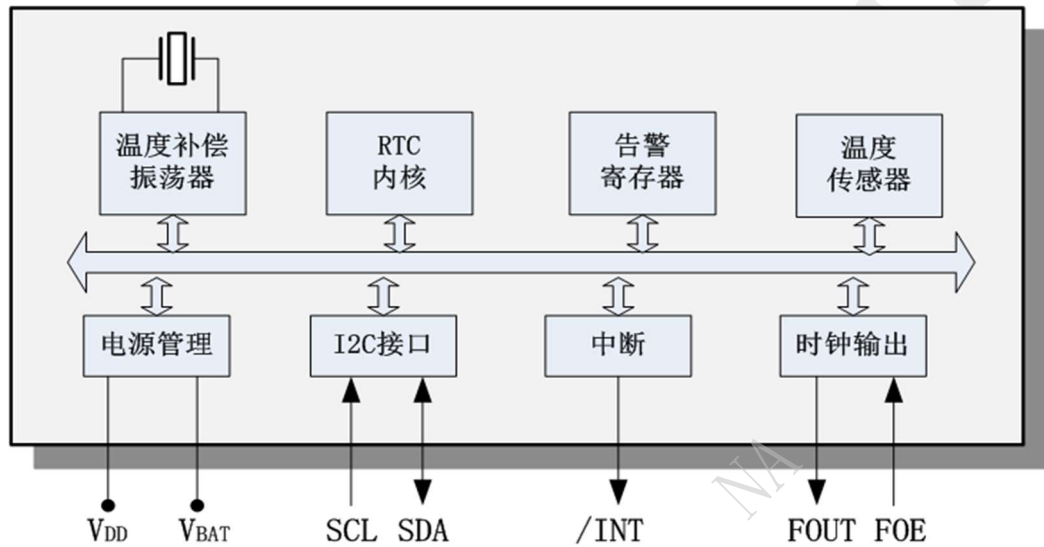 温度补偿
振荡器
RTC
内核
告警
寄存器
温度
传感器
电源管理
I2C接口
中断
时钟输出
VDD VBAT SCL SDA /INT FOUT FOE
NA